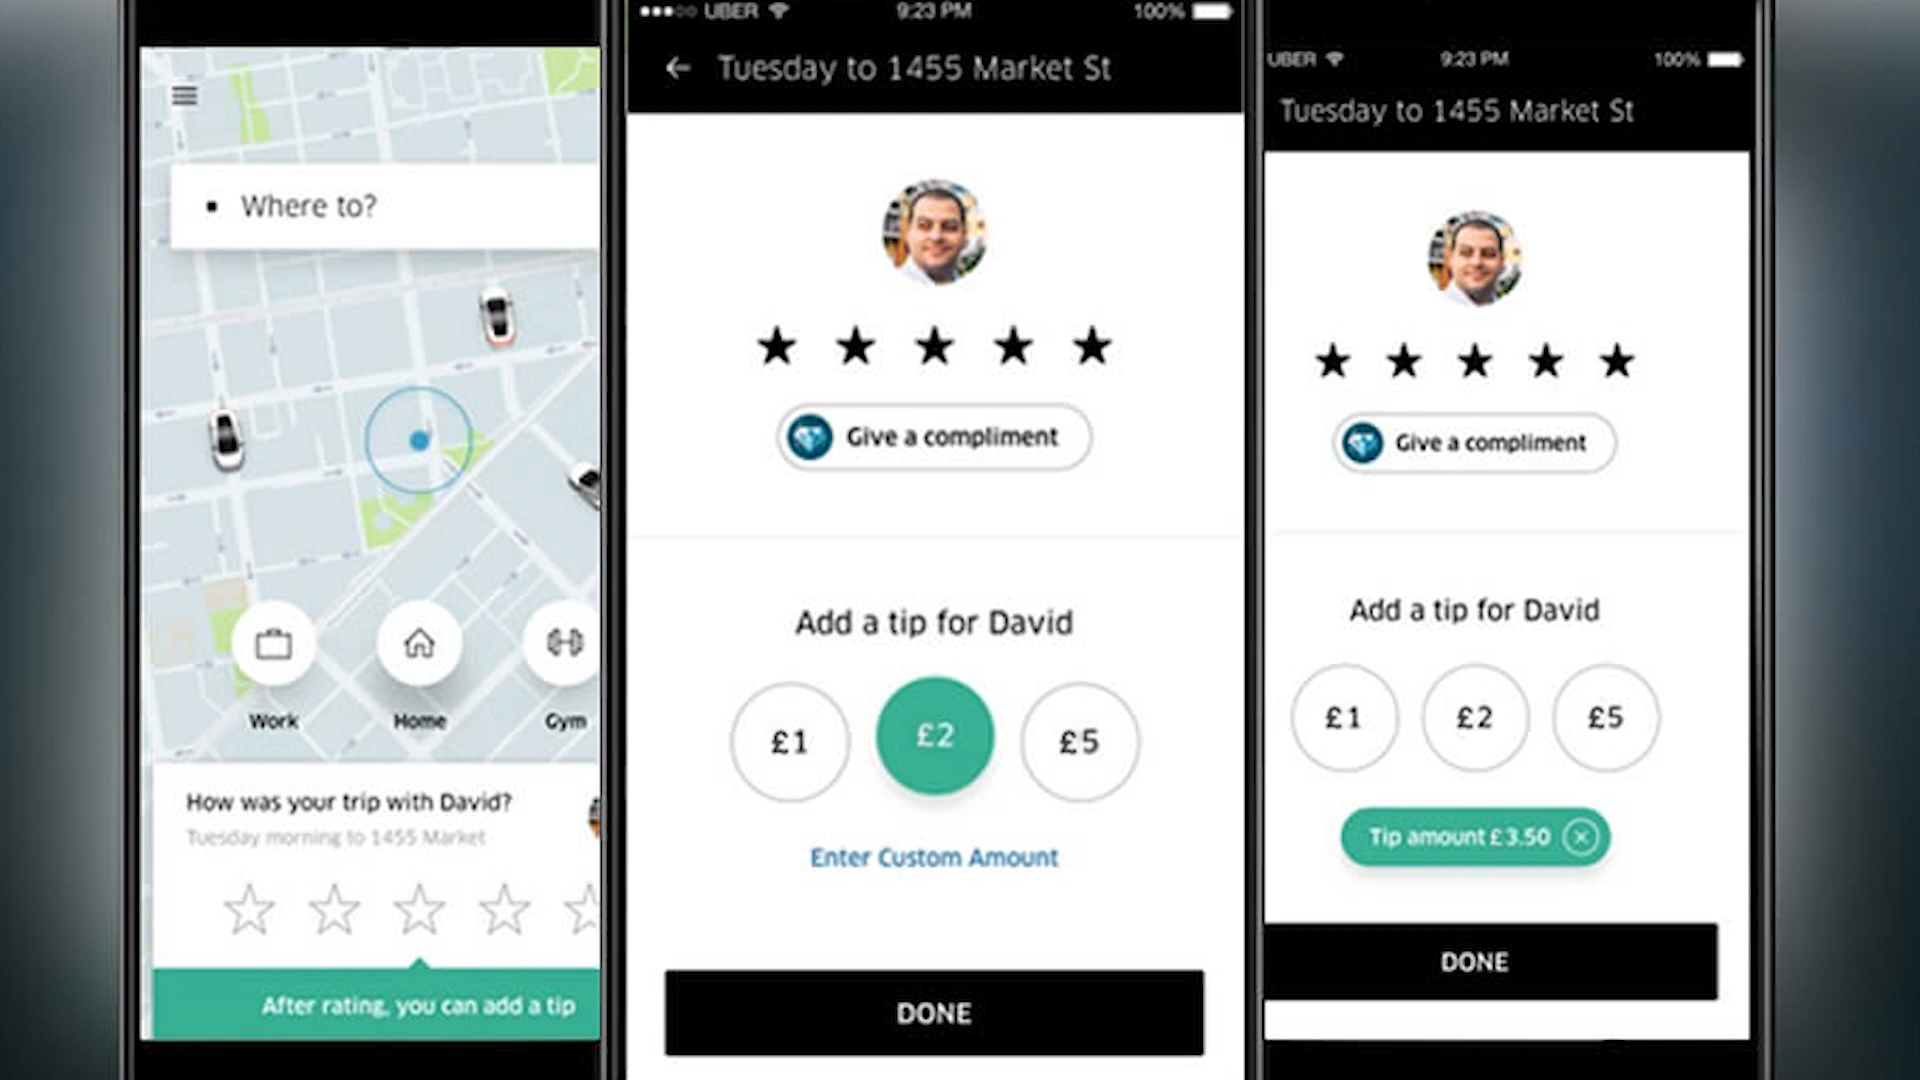 Where to?
Work
Home
Gym
How was your trip with David?
Tuesday morning to 1455 Market
After rating, you can add a tip
UBER
9:23 PM
100%
Tuesday to 1455 Market St
Give a compliment
Add a tip for David
£1
£2
£5
Enter Custom Amount
DONE
UBER
9:23 PM
100%
Tuesday to 1455 Market St
Give a compliment
Add a tip for David
£1
£2
£5
Tip amount £3.50
DONE